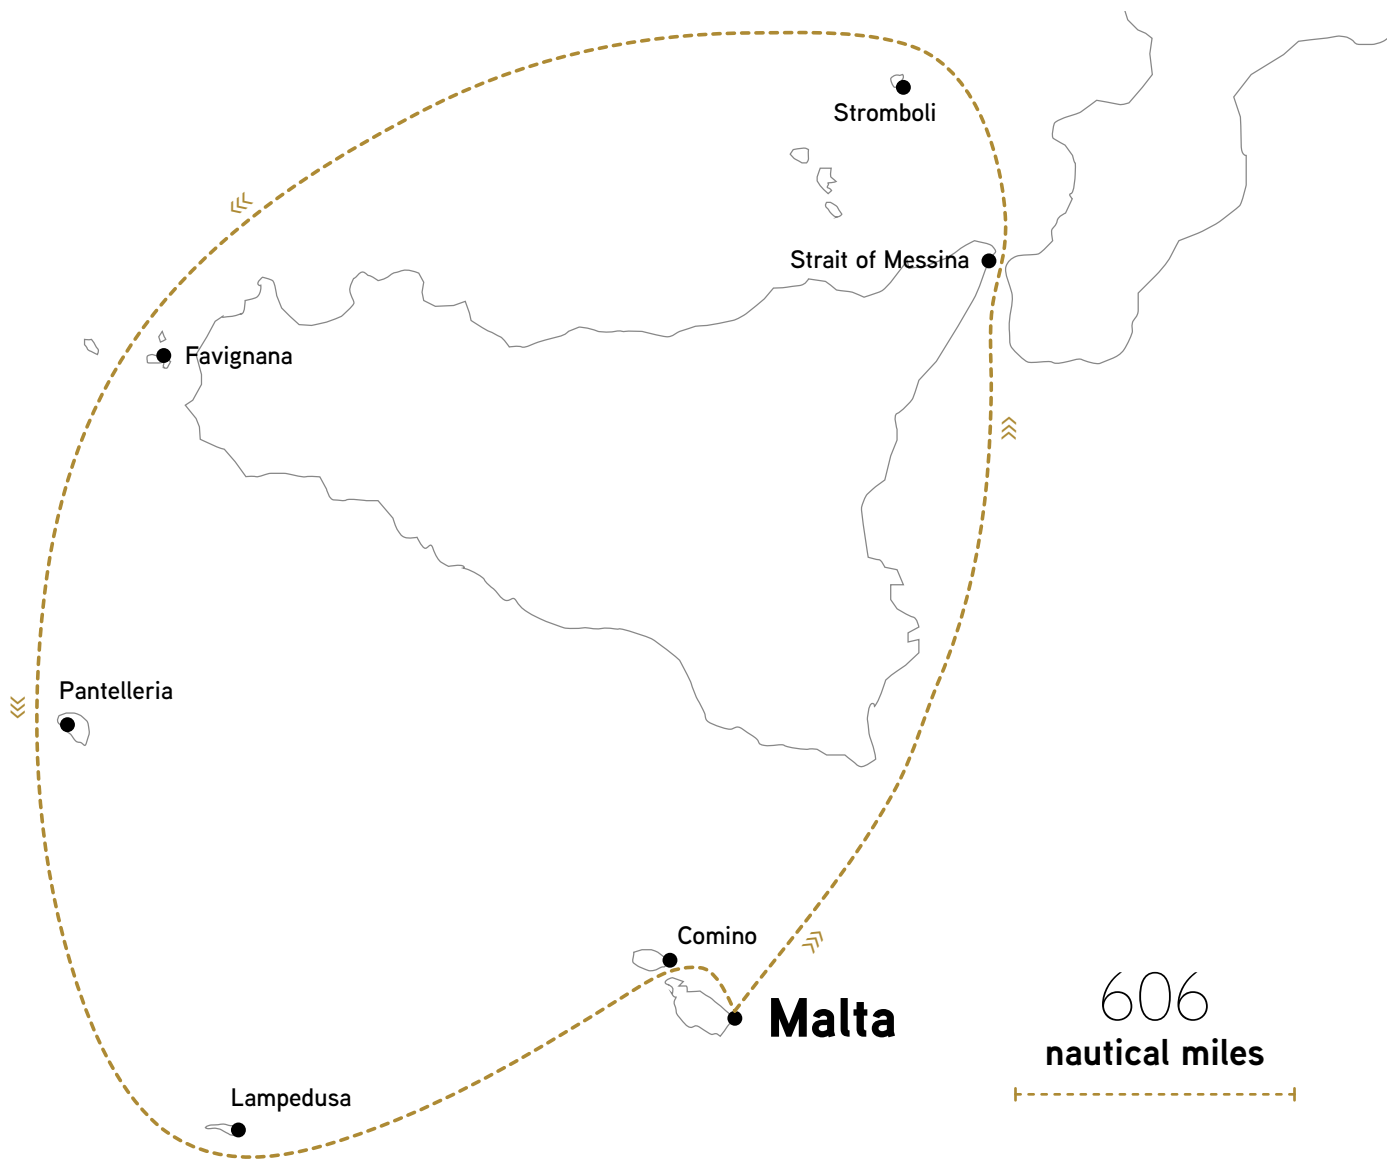 Stromboli
Strait of Messina
Favignana
Pantelleria
Comino
Malta
606
nautical miles
Lampedusa